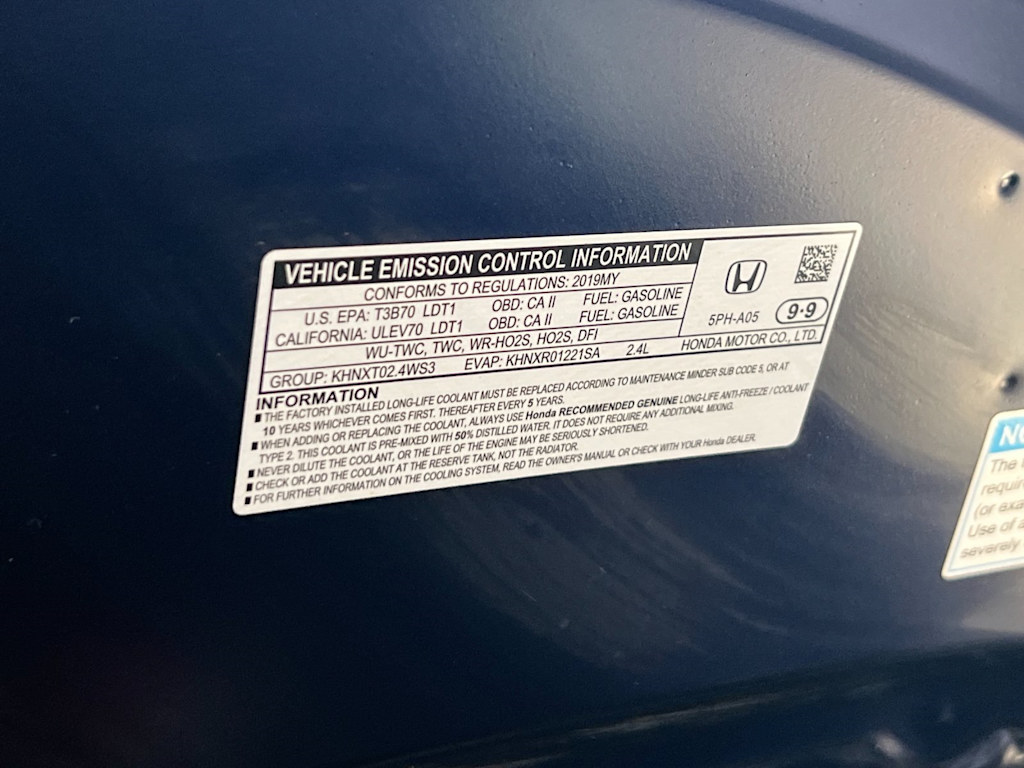 VEHICLE EMISSION CONTROL INFORMATION
CONFORMS TO REGULATIONS: 2019MY
U.S. EPA: T3B70 LDT1 OBD: CA II FUEL: GASOLINE
CALIFORNIA: ULEV70 LDT1 OBD: CA II FUEL: GASOLINE
WU-TWC, TWC, WR-HO2S, HO2S, DFI
GROUP: KHNXT02.4WS3 EVAP: KHNXR01221SA 2.4L
5PH-A05
9·9
HONDA MOTOR CO., LTD.
INFORMATION
■ THE FACTORY INSTALLED LONG-LIFE COOLANT MUST BE REPLACED ACCORDING TO MAINTENANCE MINDER SUB CODE 5, OR AT
10 YEARS WHICHEVER COMES FIRST. THEREAFTER EVERY 5 YEARS.
■ WHEN ADDING OR REPLACING THE COOLANT, ALWAYS USE Honda RECOMMENDED GENUINE LONG-LIFE ANTI-FREEZE / COOLANT
TYPE 2. THIS COOLANT IS PRE-MIXED WITH 50% DISTILLED WATER. IT DOES NOT REQUIRE ANY ADDITIONAL MIXING.
■ NEVER DILUTE THE COOLANT, OR THE LIFE OF THE ENGINE MAY BE SERIOUSLY SHORTENED.
■ CHECK OR ADD THE COOLANT AT THE RESERVE TANK, NOT THE RADIATOR.
■ FOR FURTHER INFORMATION ON THE COOLING SYSTEM, READ THE OWNER'S MANUAL OR CHECK WITH YOUR Honda DEALER.
The
(or
Use of
severely